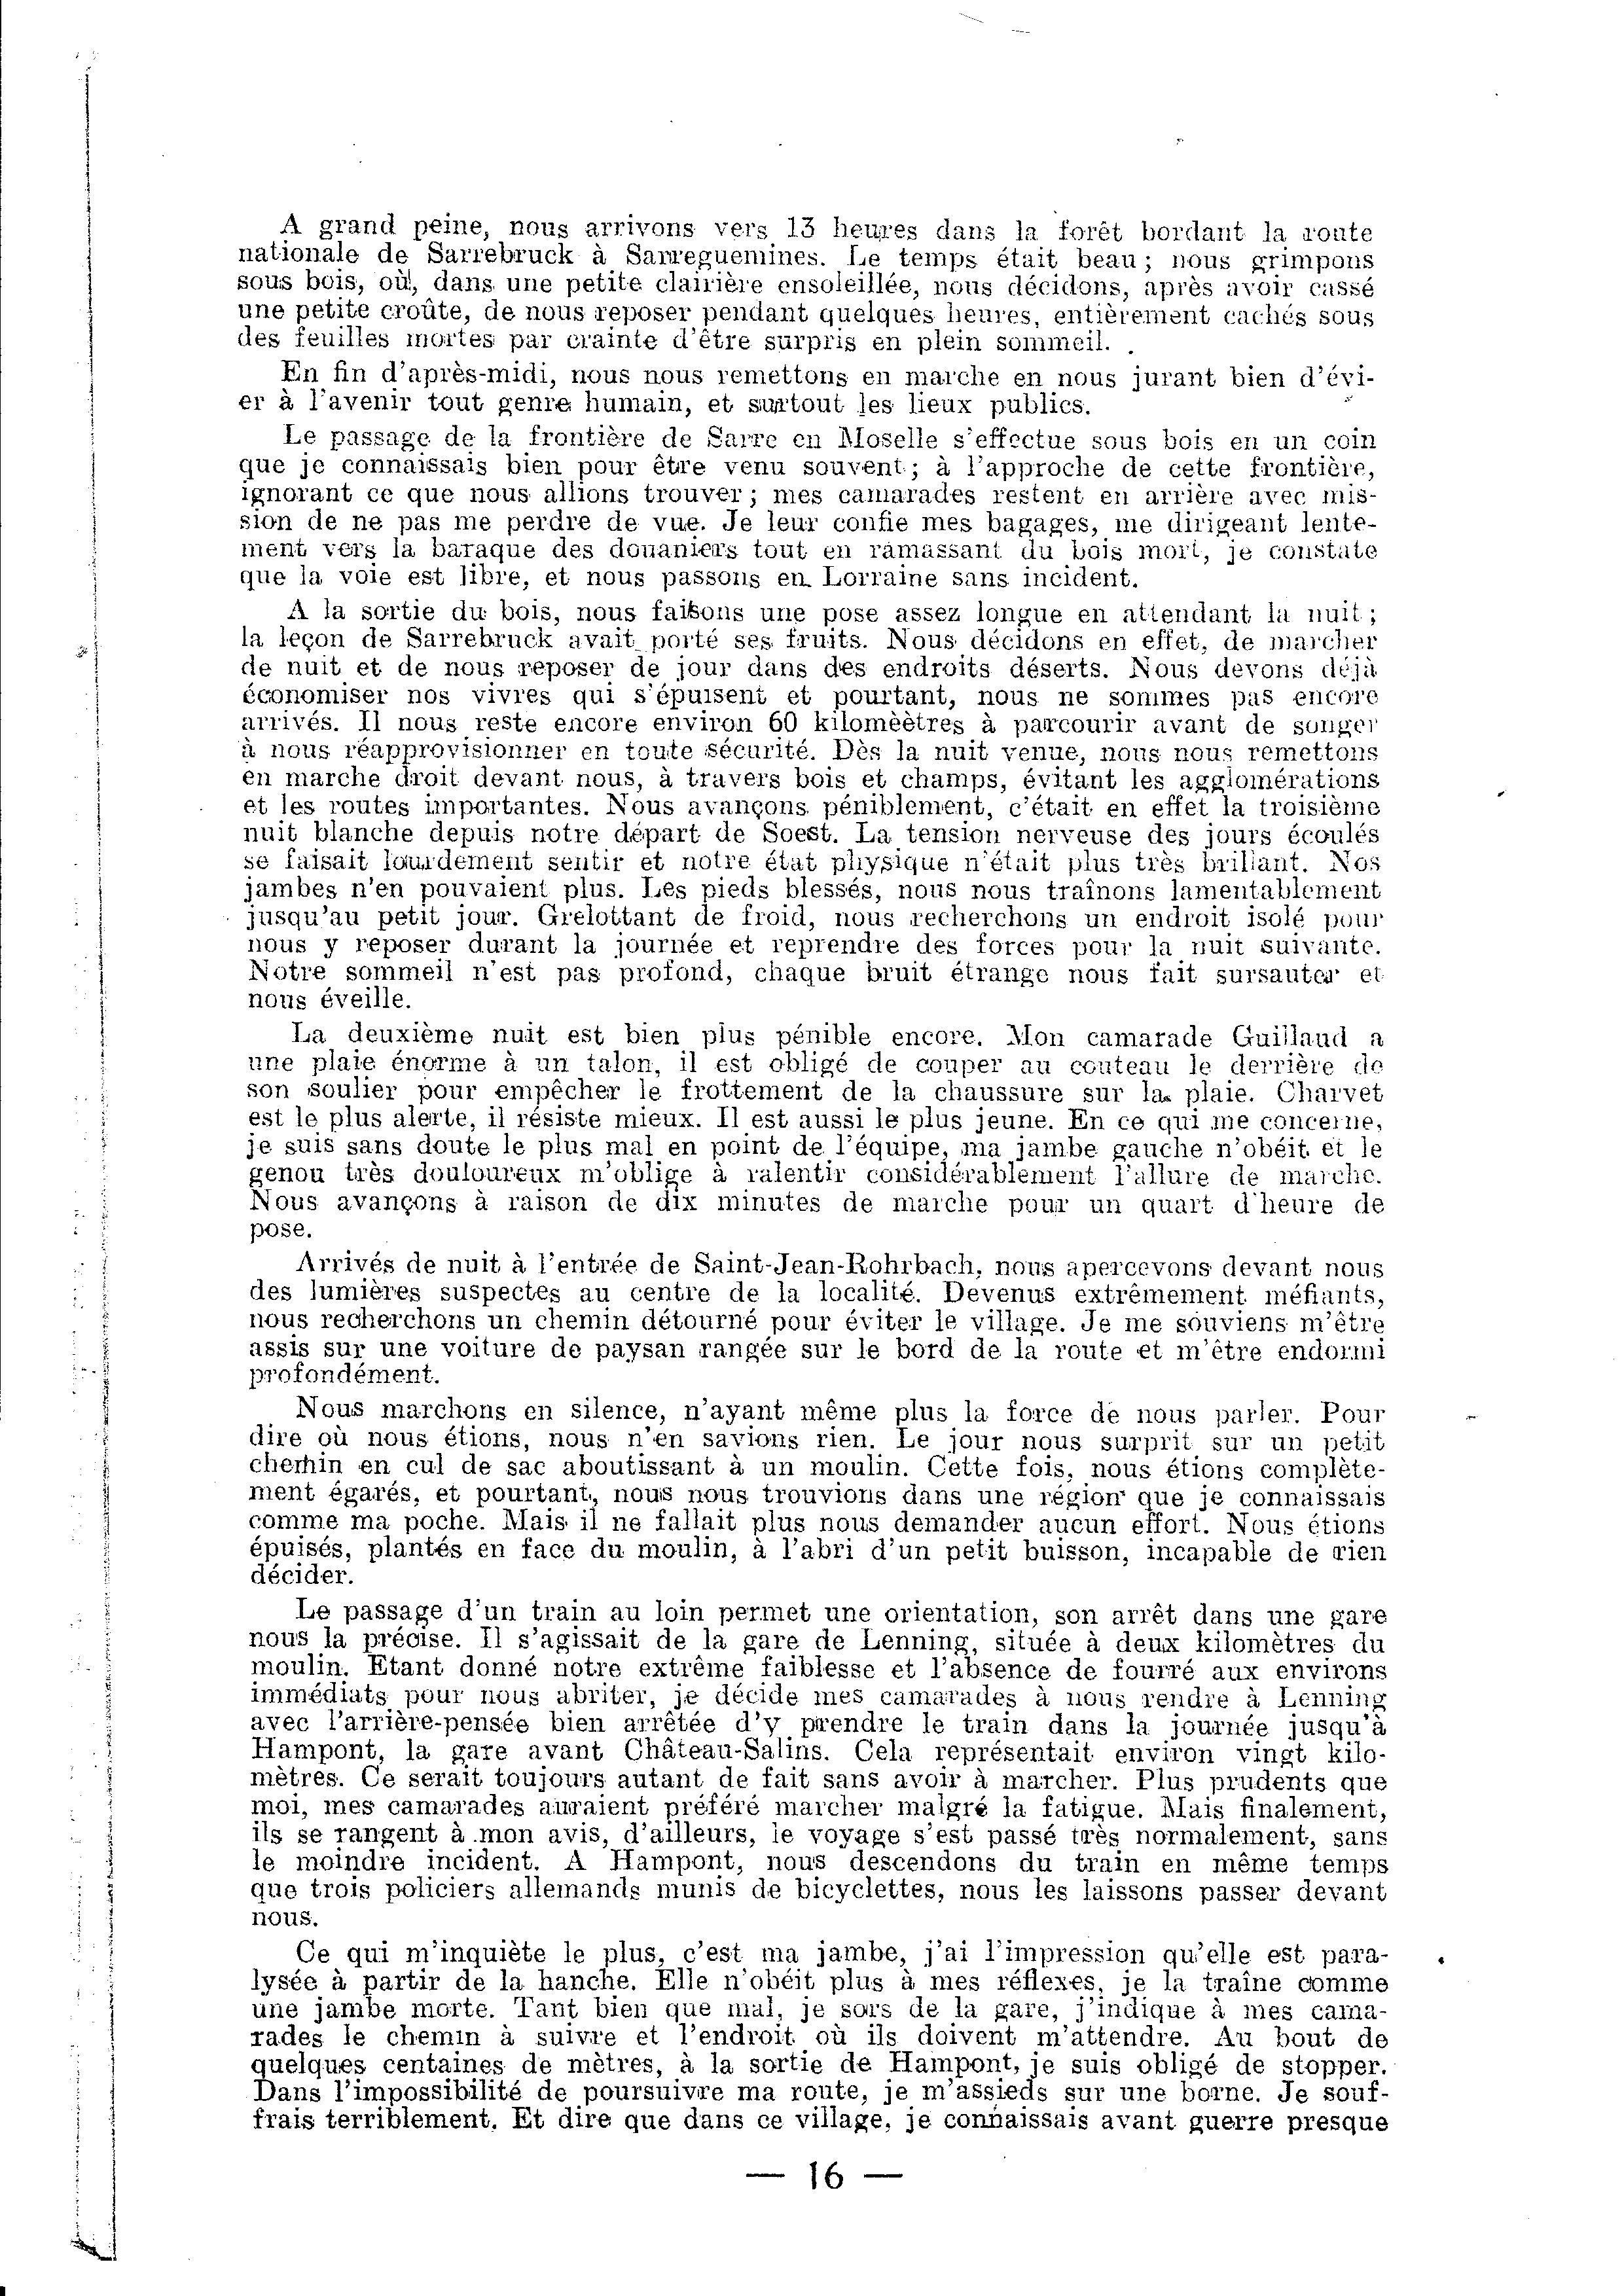 A grand peine, nous arrivons vers 13 heures dans la forêt bordant la route
nationale de Sarrebruck à Sarreguemines. Le temps était beau; nous grimpons
sous bois, où, dans une petite clairière ensoleillée, nous décidons, après avoir cassé
une petite croûte, de nous reposer pendant quelques heures, entièrement cachés sous
des feuilles mortes par crainte d'être surpris en plein sommeil.
En fin d'après-midi, nous nous remettons en marche en nous jurant bien d'évi-
er à l'avenir tout genre humain, et surtout les lieux publics.
Le passage de la frontière de Sarre en Moselle s'effectue sous bois en un coin
que je connaissais bien pour être venu souvent; à l'approche de cette frontière,
ignorant ce que nous allions trouver; mes camarades restent en arrière avec mis-
sion de ne pas me perdre de vue. Je leur confie mes bagages, me dirigeant lente-
ment vers la baraque des douaniers tout en ramassant du bois mort, je constate
que la voie est libre, et nous passons en Lorraine sans incident.
A la sortie du bois, nous faisons une pose assez longue en attendant la nuit;
la leçon de Sarrebruck avait porté ses fruits. Nous décidons en effet, de marcher
de nuit et de nous reposer de jour dans des endroits déserts. Nous devons déjà
économiser nos vivres qui s'épuisent et pourtant, nous ne sommes pas encore
arrivés. Il nous reste encore environ 60 kilomèètres à parcourir avant de songer
à nous réapprovisionner en toute sécurité. Dès la nuit venue, nous nous remettons
en marche droit devant nous, à travers bois et champs, évitant les agglomérations
et les routes importantes. Nous avançons péniblement, c'était en effet la troisième
nuit blanche depuis notre départ de Soest. La tension nerveuse des jours écoulés
se faisait lourdement sentir et notre état physique n'était plus très brillant. Nos
jambes n'en pouvaient plus. Les pieds blessés, nous nous traînons lamentablement
jusqu'au petit jour. Grelottant de froid, nous recherchons un endroit isolé pour
nous y reposer durant la journée et reprendre des forces pour la nuit suivante.
Notre sommeil n'est pas profond, chaque bruit étrange nous fait sursauter et
nous éveille.
La deuxième nuit est bien plus pénible encore. Mon camarade Guillaud a
une plaie énorme à un talon, il est obligé de couper au couteau le derrière de
son soulier pour empêcher le frottement de la chaussure sur la plaie. Charvet
est le plus alerte, il résiste mieux. Il est aussi le plus jeune. En ce qui me concerne,
je suis sans doute le plus mal en point de l'équipe, ma jambe gauche n'obéit et le
genou très douloureux m'oblige à ralentir considérablement l'allure de marche.
Nous avançons à raison de dix minutes de marche pour un quart d'heure de
pose.
Arrivés de nuit à l'entrée de Saint-Jean-Rohrbach, nous apercevons devant nous
des lumières suspectes au centre de la localité. Devenus extrêmement méfiants,
nous recherchons un chemin détourné pour éviter le village. Je me souviens m'être
assis sur une voiture de paysan rangée sur le bord de la route et m'être endormi
profondément.
Nous marchons en silence, n'ayant même plus la force de nous parler. Pour
dire où nous étions, nous n'en savions rien. Le jour nous surprit sur un petit
chemin en cul de sac aboutissant à un moulin. Cette fois, nous étions complète-
ment égarés, et pourtant, nous nous trouvions dans une région que je connaissais
comme ma poche. Mais il ne fallait plus nous demander aucun effort. Nous étions
épuisés, plantés en face du moulin, à l'abri d'un petit buisson, incapable de rien
décider.
Le passage d'un train au loin permet une orientation, son arrêt dans une gare
nous la précise. Il s'agissait de la gare de Lenning, située à deux kilomètres du
moulin. Etant donné notre extrême faiblesse et l'absence de fourré aux environs
immédiats pour nous abriter, je décide mes camarades à nous rendre à Lenning
avec l'arrière-pensée bien arrêtée d'y prendre le train dans la journée jusqu'à
Hampont, la gare avant Château-Salins. Cela représentait environ vingt kilo-
mètres. Ce serait toujours autant de fait sans avoir à marcher. Plus prudents que
moi, mes camarades auraient préféré marcher malgré la fatigue. Mais finalement,
ils se rangent à mon avis, d'ailleurs, le voyage s'est passé très normalement, sans
le moindre incident. A Hampont, nous descendons du train en même temps
que trois policiers allemands munis de bicyclettes, nous les laissons passer devant
nous.
Ce qui m'inquiète le plus, c'est ma jambe, j'ai l'impression qu'elle est para-
lysée à partir de la hanche. Elle n'obéit plus à mes réflexes, je la traîne comme
une jambe morte. Tant bien que mal, je sors de la gare, j'indique à mes cama-
rades le chemin à suivre et l'endroit où ils doivent m'attendre. Au bout de
quelques centaines de mètres, à la sortie de Hampont, je suis obligé de stopper.
Dans l'impossibilité de poursuivre ma route, je m'assieds sur une borne. Je souf-
frais terriblement. Et dire que dans ce village, je connaissais avant guerre presque
— 16 —